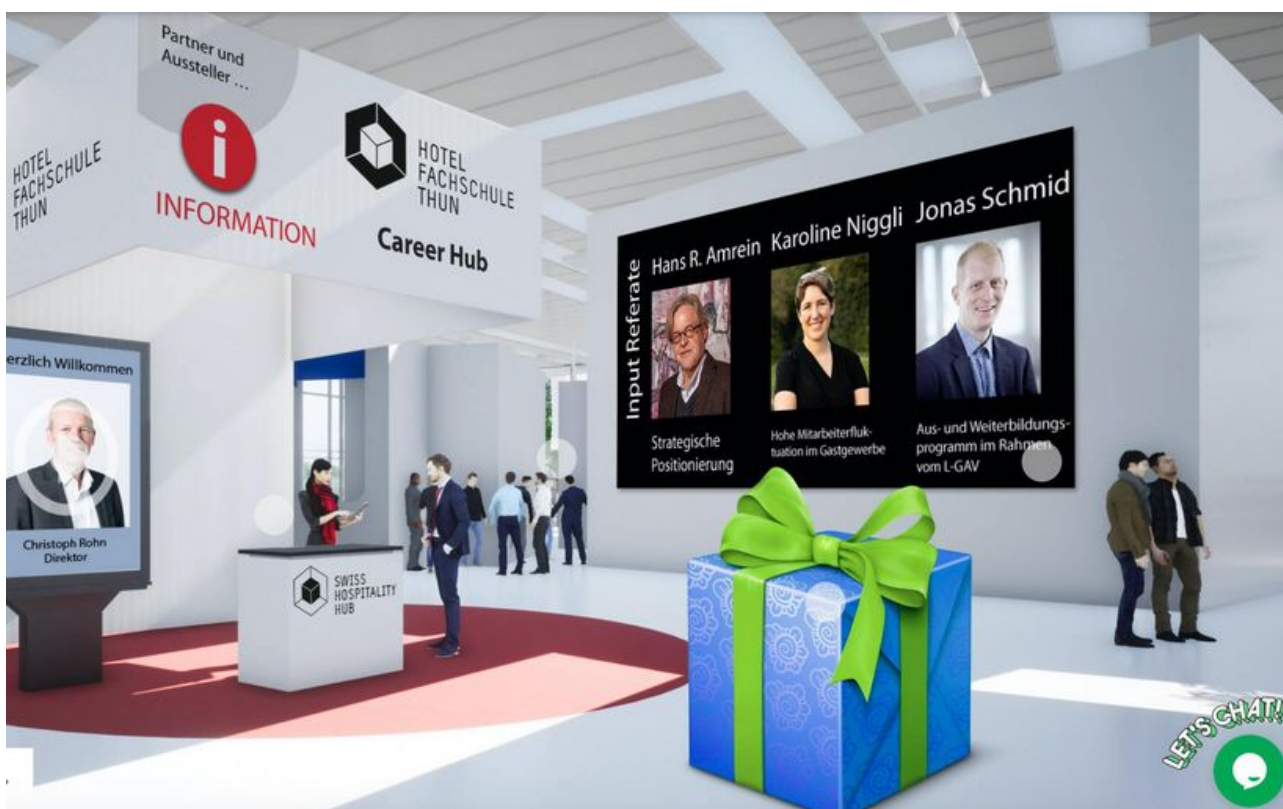 Partner und
Aussteller ...
HOTEL
FACHSCHULE
THUN
i
INFORMATION
HOTEL
FACHSCHULE
THUN
Career Hub
erzlich Willkommen
Christoph Rohn
Direktor
SWISS
HOSPITALITY
HUB
Input Referate
Hans R. Amrein
Strategische
Positionierung
Karoline Niggli
Hohe Mitarbeiterfluk-
tuation im Gastgewerbe
Jonas Schmid
Aus- und Weiterbildungs-
programm im Rahmen
vom L-GAV
LET'S CHAT!